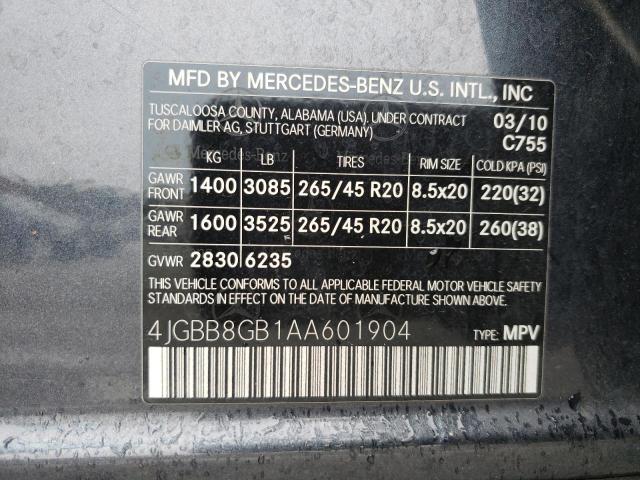 MFD BY MERCEDES-BENZ U.S. INTL., INC
TUSCALOOSA COUNTY, ALABAMA (USA), UNDER CONTRACT 03/10
FOR DAIMLER AG, STUTTGART (GERMANY) C755
Mercedes-Benz
KG LB TIRES RIM SIZE COLD KPA (PSI)
GAWR FRONT 1400 3085 265/45 R20 8.5x20 220(32)
GAWR REAR 1600 3525 265/45 R20 8.5x20 260(38)
GVWR 2830 6235
THIS VEHICLE CONFORMS TO ALL APPLICABLE FEDERAL MOTOR VEHICLE SAFETY STANDARDS
IN EFFECT ON THE DATE OF MANUFACTURE SHOWN ABOVE.
4JGBB8GB1AA601904 TYPE: MPV